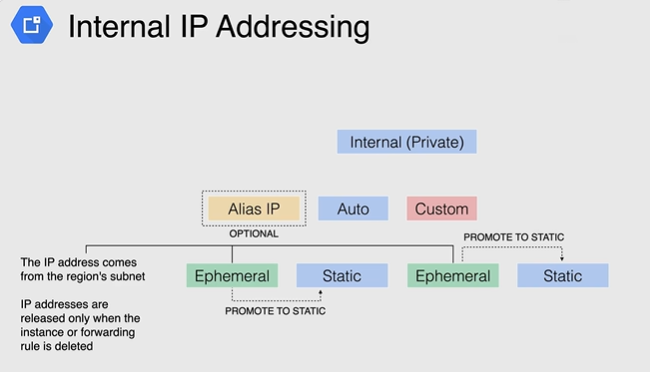 Internal IP Addressing
Internal (Private)
Alias IP
Auto
Custom
OPTIONAL
PROMOTE TO STATIC
The IP address comes
from the region's subnet
Ephemeral
Static
Ephemeral
Static
IP addresses are
released only when the
instance or forwarding
rule is deleted
PROMOTE TO STATIC